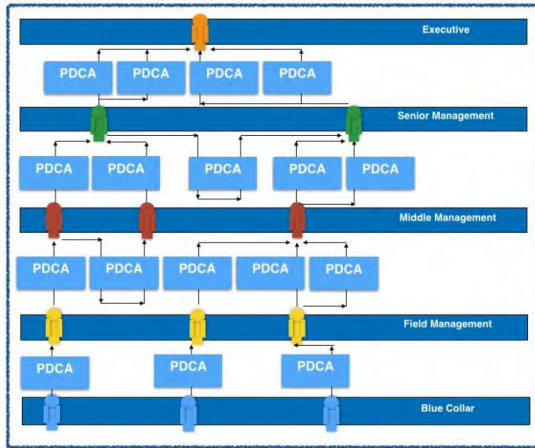 Executive
PDCA
PDCA
PDCA
PDCA
Senior Management
PDCA
PDCA
PDCA
PDCA
PDCA
Middle Management
PDCA
PDCA
PDCA
PDCA
PDCA
Field Management
PDCA
PDCA
PDCA
Blue Collar